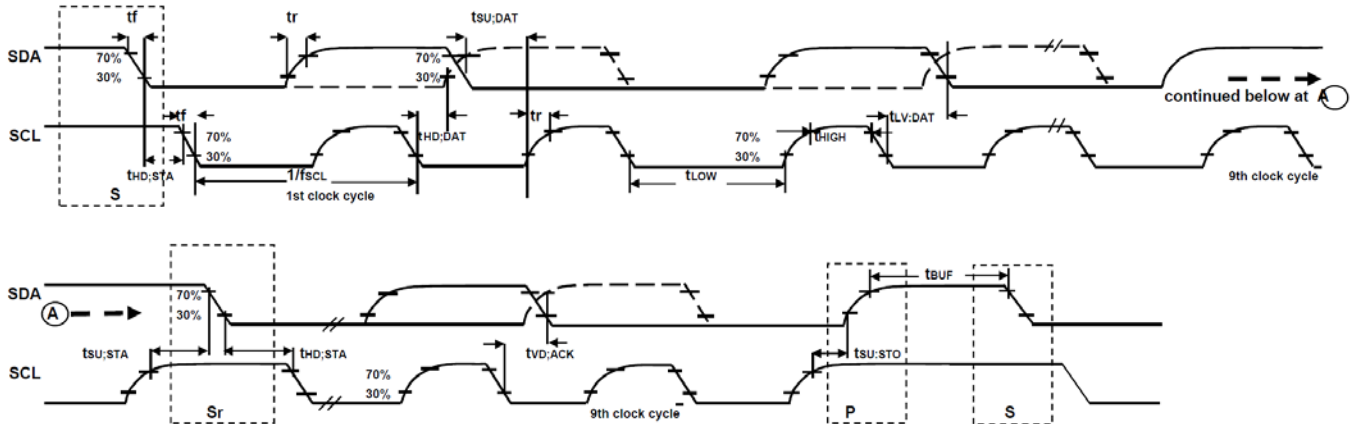 tf
tr
tSU;DAT
SDA
70%
30%
70%
30%
continued below at A
tf
SCL
70%
30%
tHD;STA
S
1/fSCL
1st clock cycle
tHD;DAT
tr
70%
30%
tLOW
tHIGH
tLV;DAT
9th clock cycle
SDA
A
70%
30%
tSU;STA
tHD;STA
SCL
Sr
70%
30%
tVD;ACK
9th clock cycle
tBUF
tSU:STO
P
S